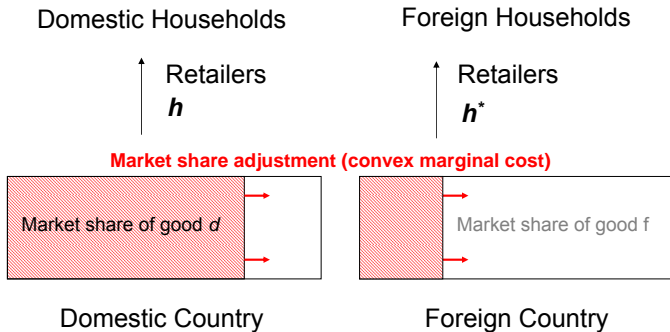 Domestic Households
Foreign Households
Retailers
h
Retailers
h*
Market share adjustment (convex marginal cost)
Market share of good d
Market share of good f
Domestic Country
Foreign Country